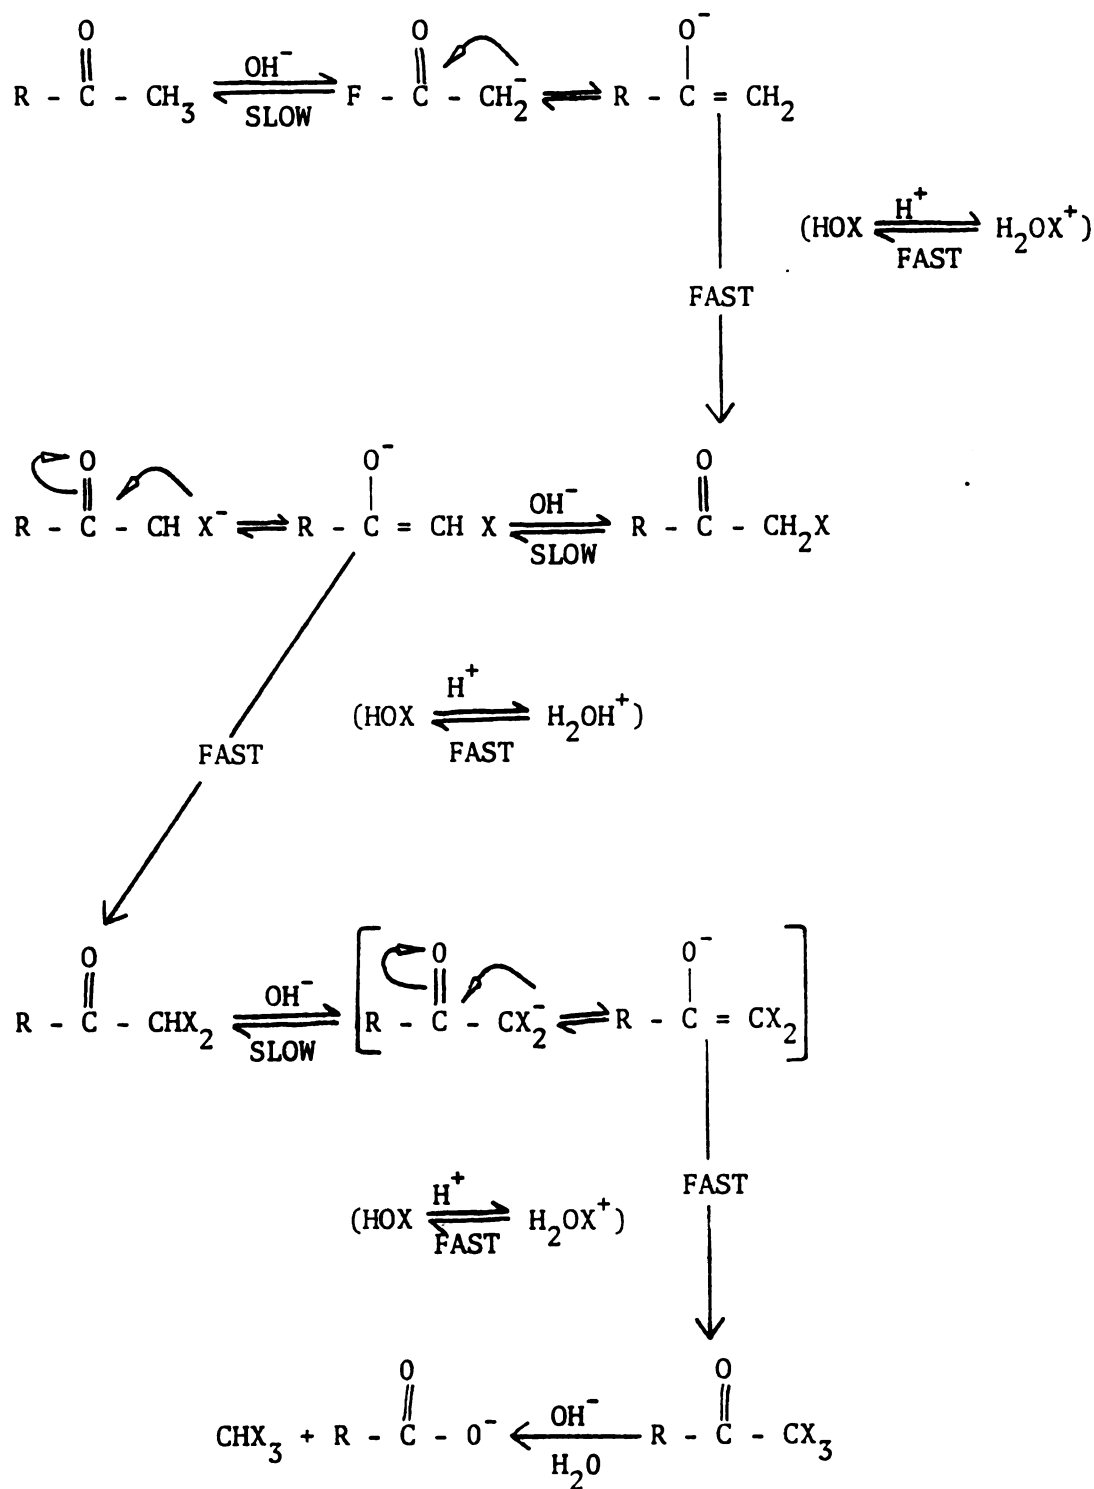 O O O⁻
R - C - CH₃ OH⁻ SLOW F - C - CH₂⁻ R - C = CH₂
(HOX H⁺ FAST H₂OX⁺)
FAST
O O⁻ O
R - C - CH X⁻ R - C = CH X OH⁻ SLOW R - C - CH₂X
(HOX H⁺ FAST H₂OH⁺)
FAST
O O O⁻
R - C - CHX₂ OH⁻ SLOW [R - C - CX₂⁻ R - C = CX₂]
(HOX H⁺ FAST H₂OX⁺)
FAST
O O
CHX₃ + R - C - O⁻ OH⁻ H₂O R - C - CX₃